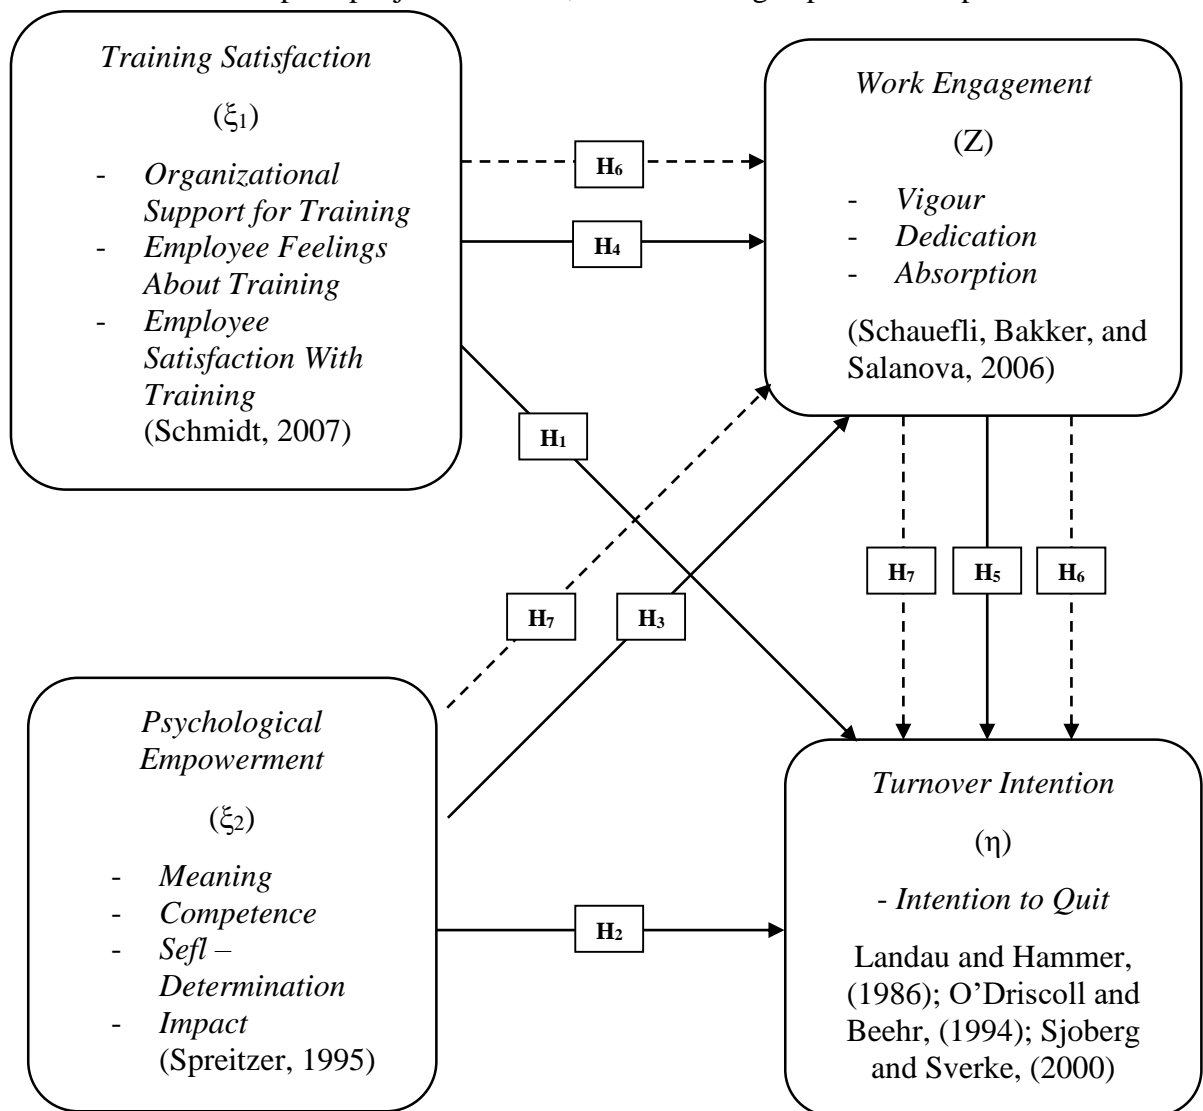 Training Satisfaction
(ξ1)
- Organizational
Support for Training
- Employee Feelings
About Training
- Employee
Satisfaction With
Training
(Schmidt, 2007)
Work Engagement
(Z)
- Vigour
- Dedication
- Absorption
(Schauefli, Bakker, and
Salanova, 2006)
H6
H4
H1
H7
H3
H7
H5
H6
Psychological
Empowerment
(ξ2)
- Meaning
- Competence
- Sefl –
Determination
- Impact
(Spreitzer, 1995)
H2
Turnover Intention
(η)
- Intention to Quit
Landau and Hammer,
(1986); O’Driscoll and
Beehr, (1994); Sjoberg
and Sverke, (2000)